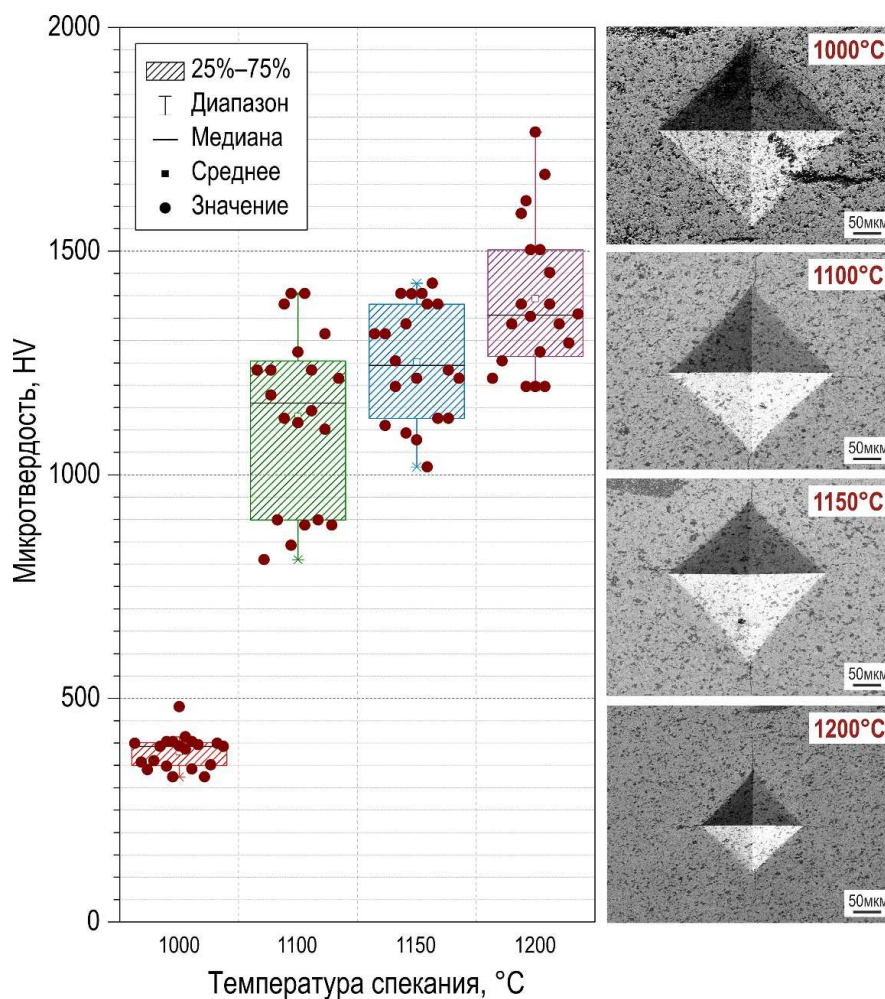 2000
1500
1000
500
0
Микротвердость, HV
25%–75%
Диапазон
Медиана
Среднее
Значение
1000
1100
1150
1200
Температура спекания, °C
1000°C
50мкм
1100°C
50мкм
1150°C
50мкм
1200°C
50мкм